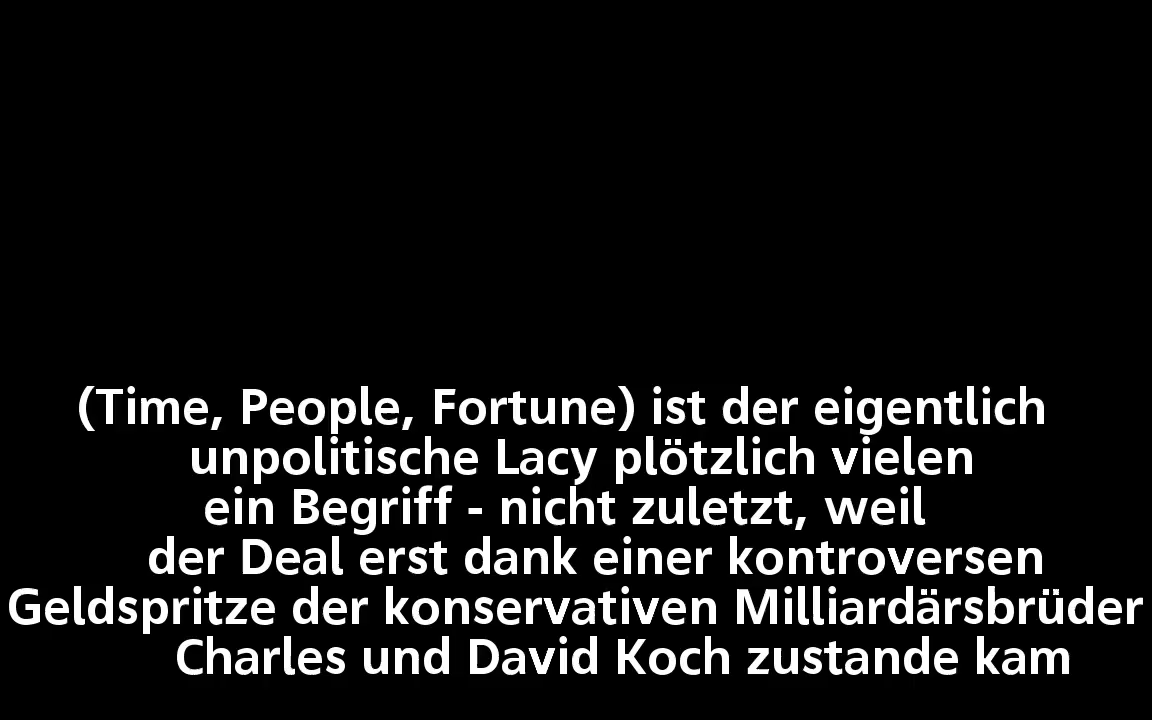 (Time, People, Fortune) ist der eigentlich
unpolitische Lacy plötzlich vielen
ein Begriff - nicht zuletzt, weil
der Deal erst dank einer kontroversen
Geldspritze der konservativen Milliardärsbrüder
Charles und David Koch zustande kam